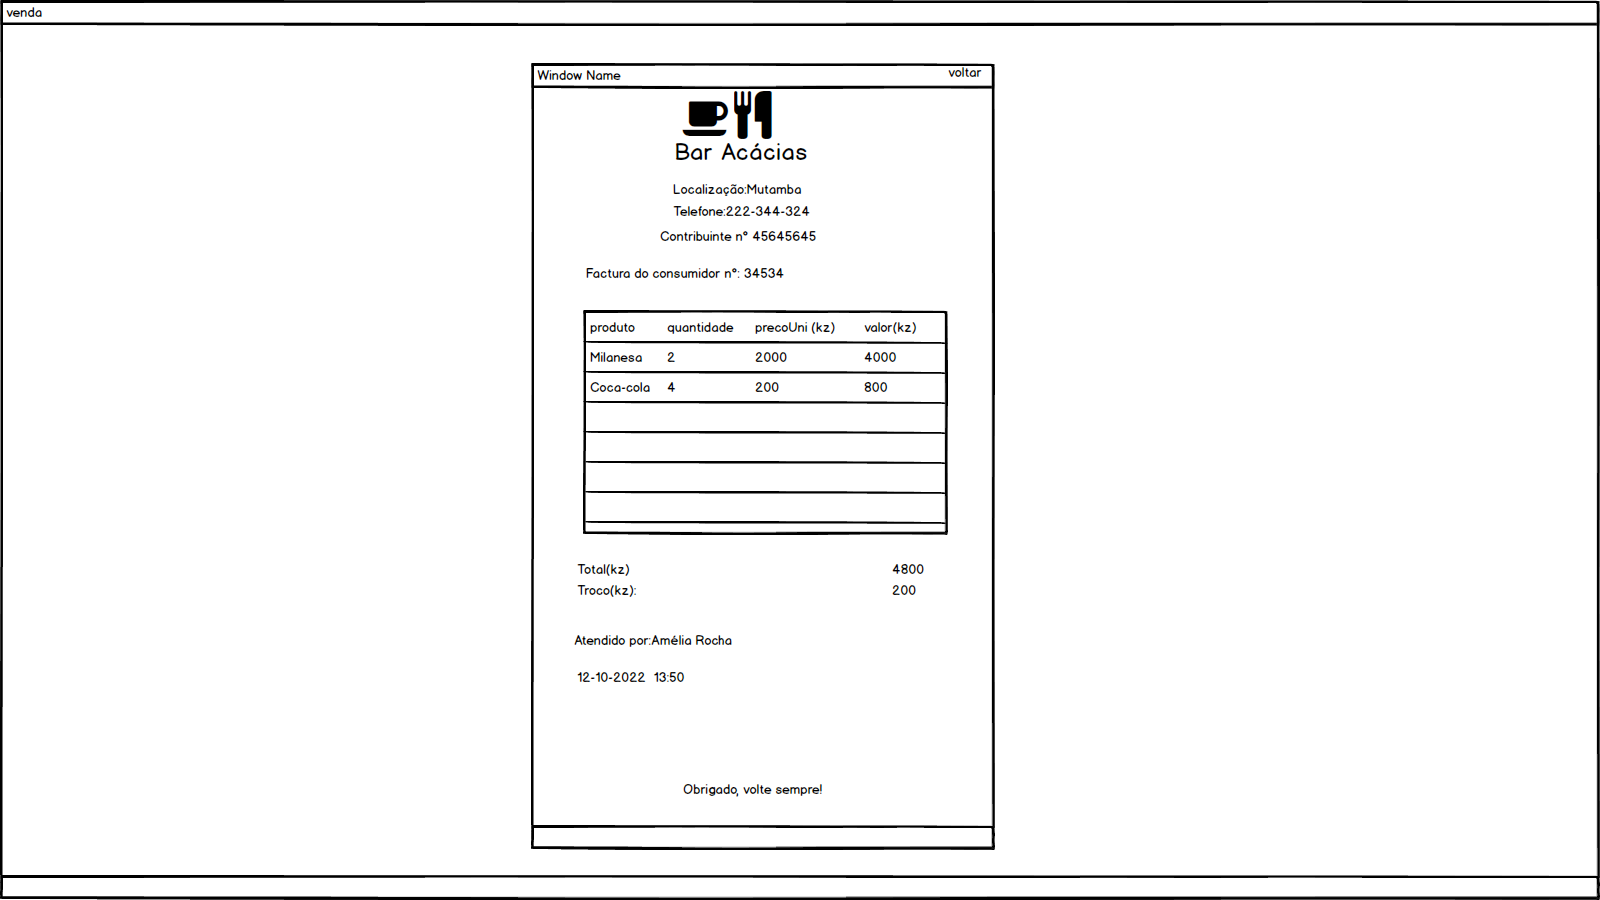 venda
Window Name voltar
Bar Acácias
Localização:Mutamba
Telefone:222-344-324
Contribuinte nº 45645645
Factura do consumidor nº: 34534
produto quantidade precoUni (kz) valor(kz)
Milanesa 2 2000 4000
Coca-cola 4 200 800
Total(kz) 4800
Troco(kz): 200
Atendido por:Amélia Rocha
12-10-2022 13:50
Obrigado, volte sempre!